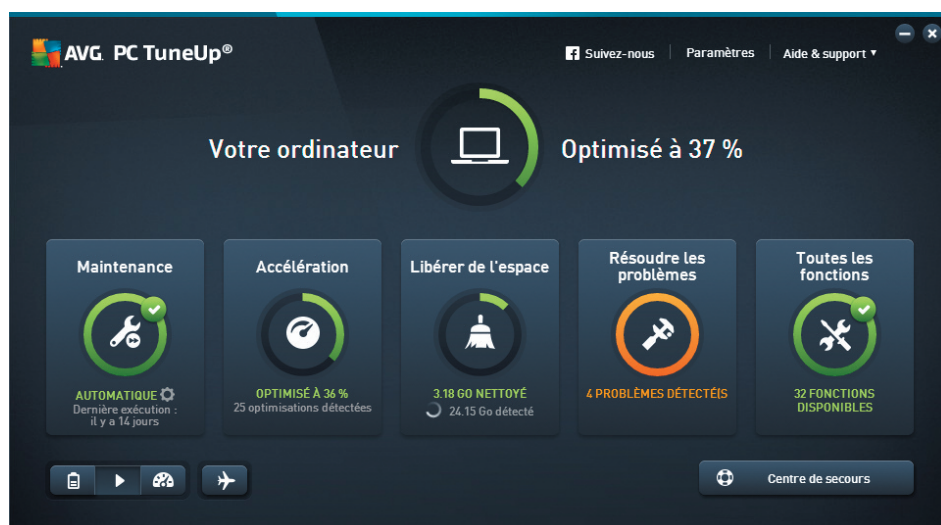 AVG. PC TuneUp®
Suivez-nous
Paramètres
Aide & support
Votre ordinateur
Optimisé à 37 %
Maintenance
AUTOMATIQUE
Dernière exécution :
il y a 14 jours
Accélération
OPTIMISÉ À 36 %
25 optimisations détectées
Libérer de l'espace
3.18 GO NETTOYÉ
24.15 Go détecté
Résoudre les
problèmes
4 PROBLÈMES DÉTECTÉ(S
Toutes les
fonctions
32 FONCTIONS
DISPONIBLES
Centre de secours